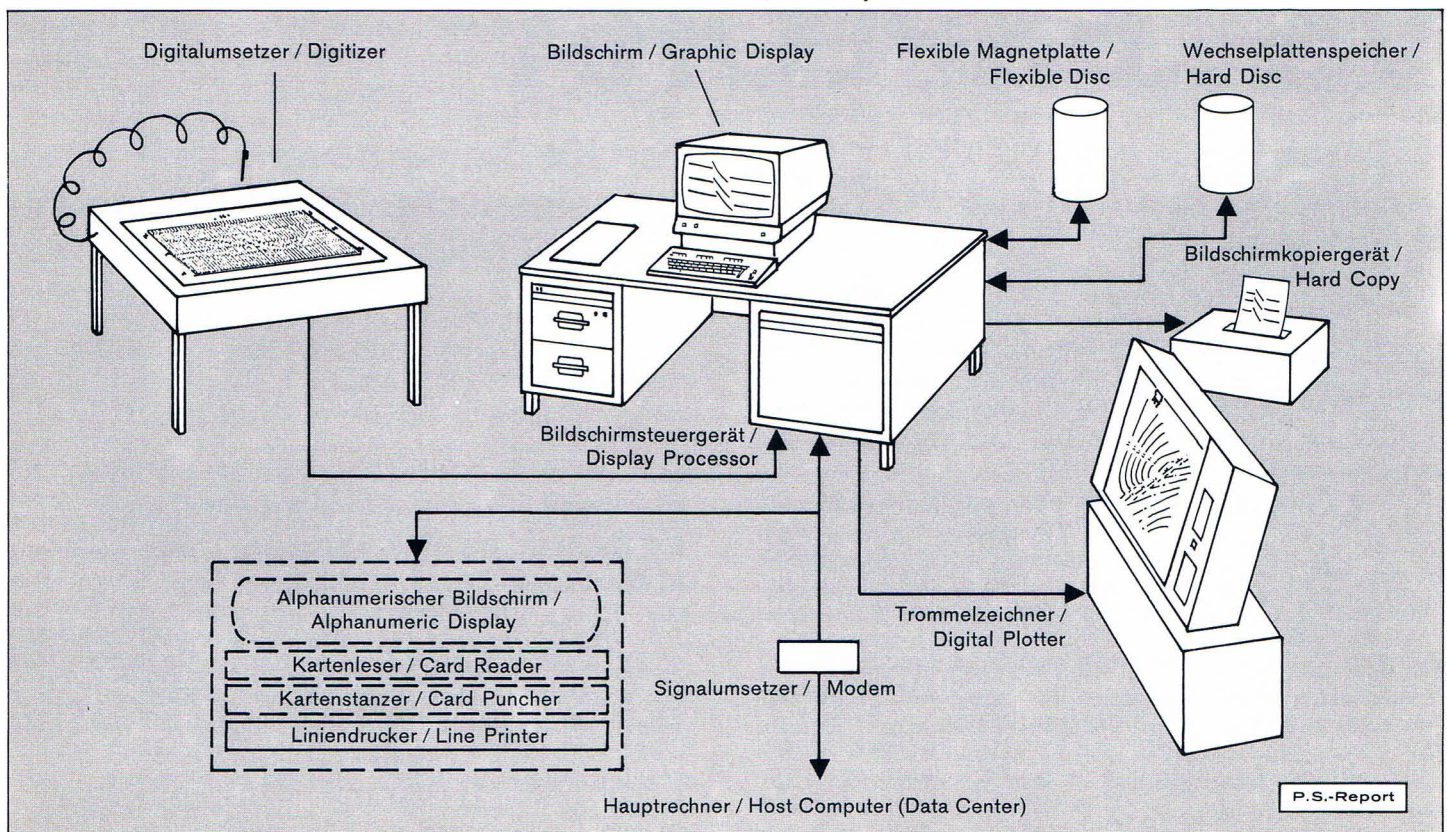 Digitalumsetzer / Digitizer
Bildschirm / Graphic Display
Flexible Magnetplatte /
Flexible Disc
Wechselplattenspeicher /
Hard Disc
Bildschirmkopiergerät /
Hard Copy
Bildschirmsteuergerät /
Display Processor
Alphanumerischer Bildschirm /
Alphanumeric Display
Kartenleser / Card Reader
Kartenstanzer / Card Puncher
Liniendrucker / Line Printer
Trommelzeichner /
Digital Plotter
Signalumsetzer / Modem
Hauptrechner / Host Computer (Data Center)
P.S.-Report